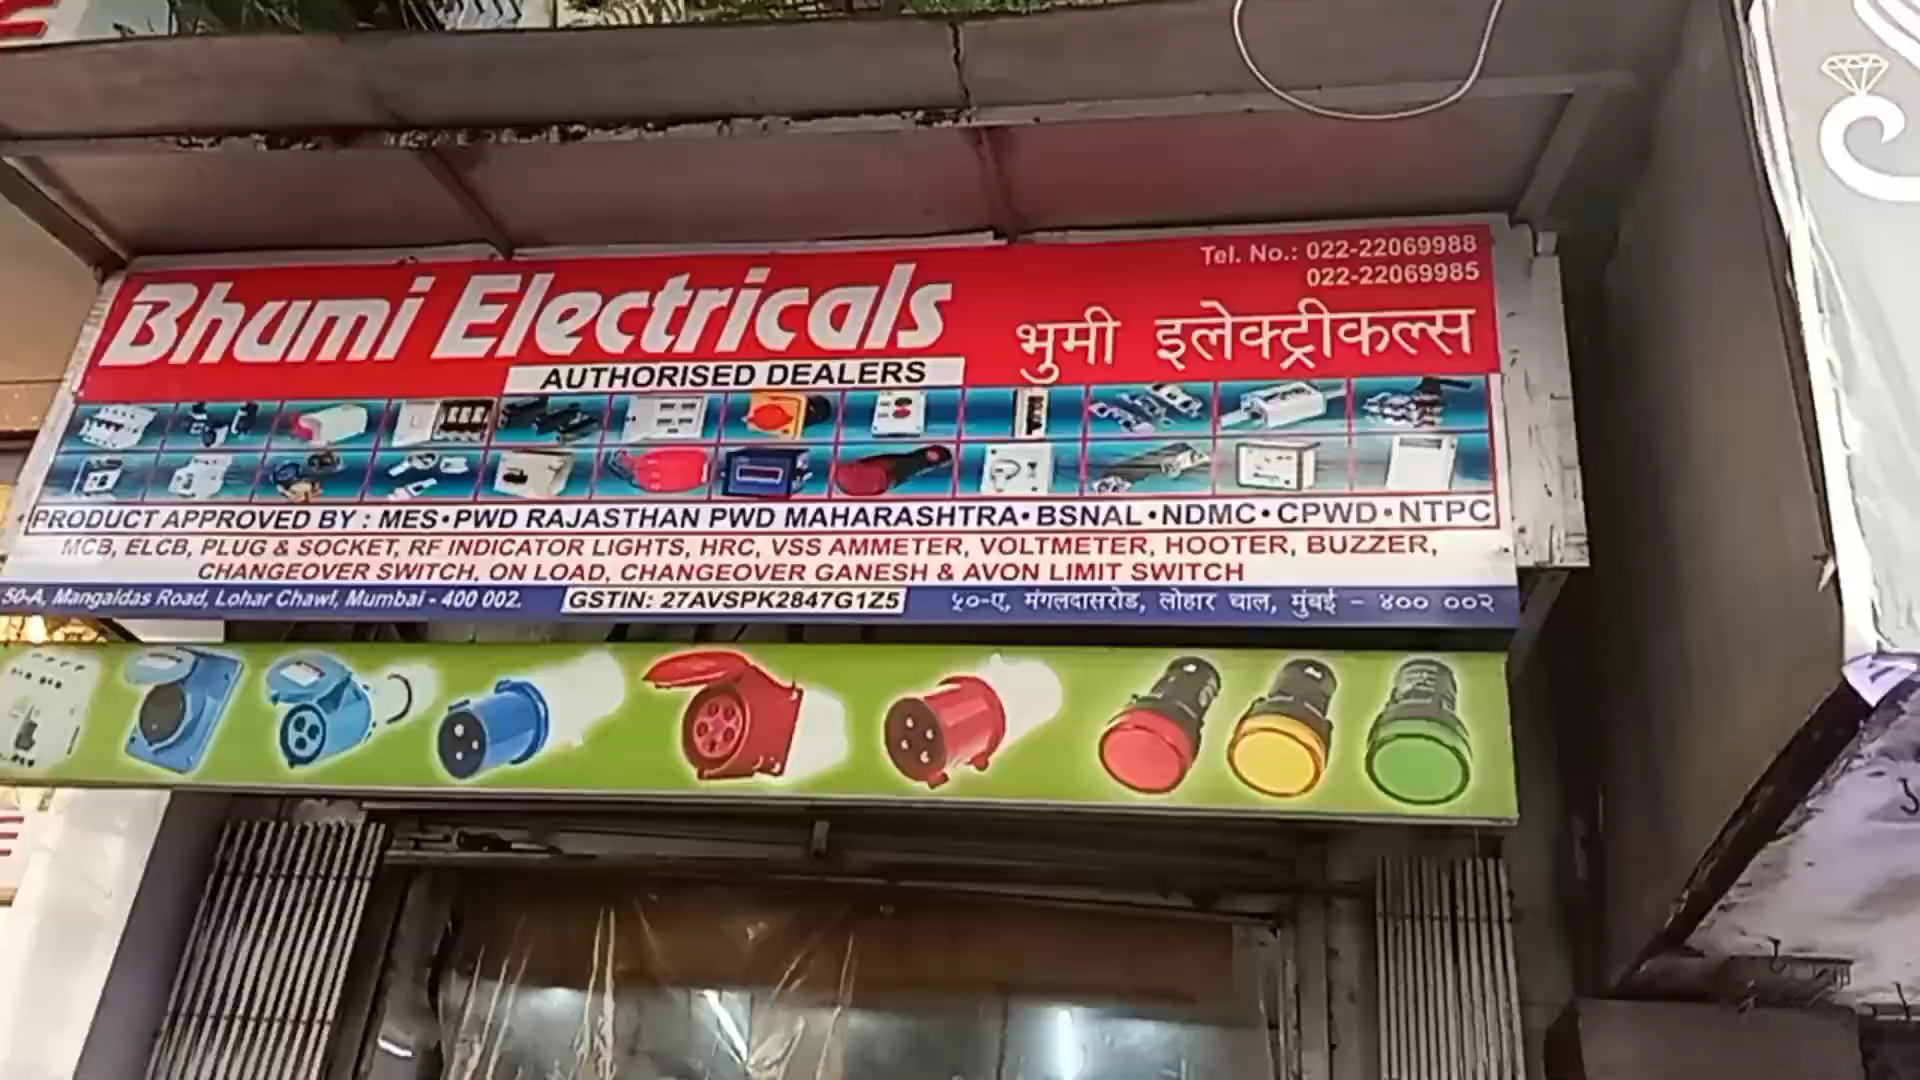 Bhumi Electricals
Tel. No.: 022-22069988
022-22069985
भुमी इलेक्ट्रीकल्स
AUTHORISED DEALERS
PRODUCT APPROVED BY : MES•PWD RAJASTHAN PWD MAHARASHTRA•BSNAL•NDMC•CPWD•NTPC
MCB, ELCB, PLUG & SOCKET, RF INDICATOR LIGHTS, HRC, VSS AMMETER, VOLTMETER, HOOTER, BUZZER,
CHANGEOVER SWITCH, ON LOAD, CHANGEOVER GANESH & AVON LIMIT SWITCH
50-A, Mangaldas Road, Lohar Chawl, Mumbai - 400 002.
GSTIN: 27AVSPK2847G1Z5
५०-ए, मंगलदासरोड, लोहार चाल, मुंबई - ४०० ००२